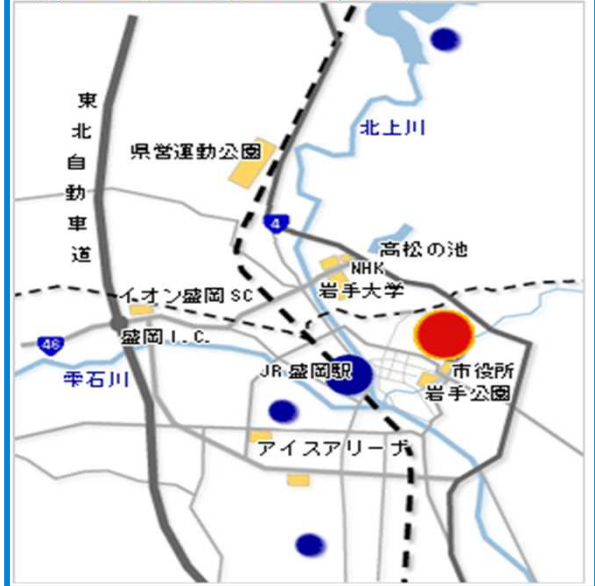 東北自動車道
北上川
県営運動公園
4
高松の池
NHK
岩手大学
イオン盛岡SC
盛岡I.C.
46
市役所
JR盛岡駅
雫石川
岩手公園
アイスアリーナ